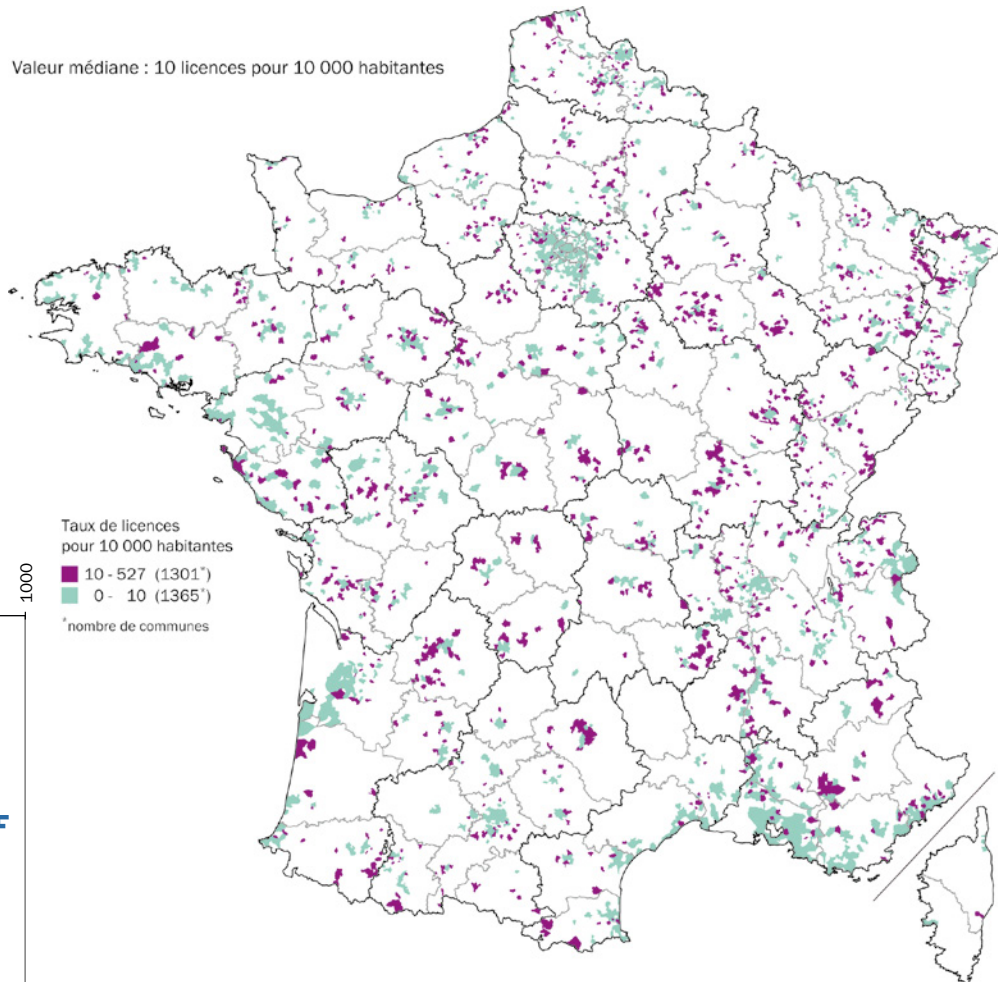 Valeur médiane : 10 licences pour 10 000 habitantes
Taux de licences
pour 10 000 habitantes
10 - 527 (1301*)
0 - 10 (1365*)
*nombre de communes
1000
F